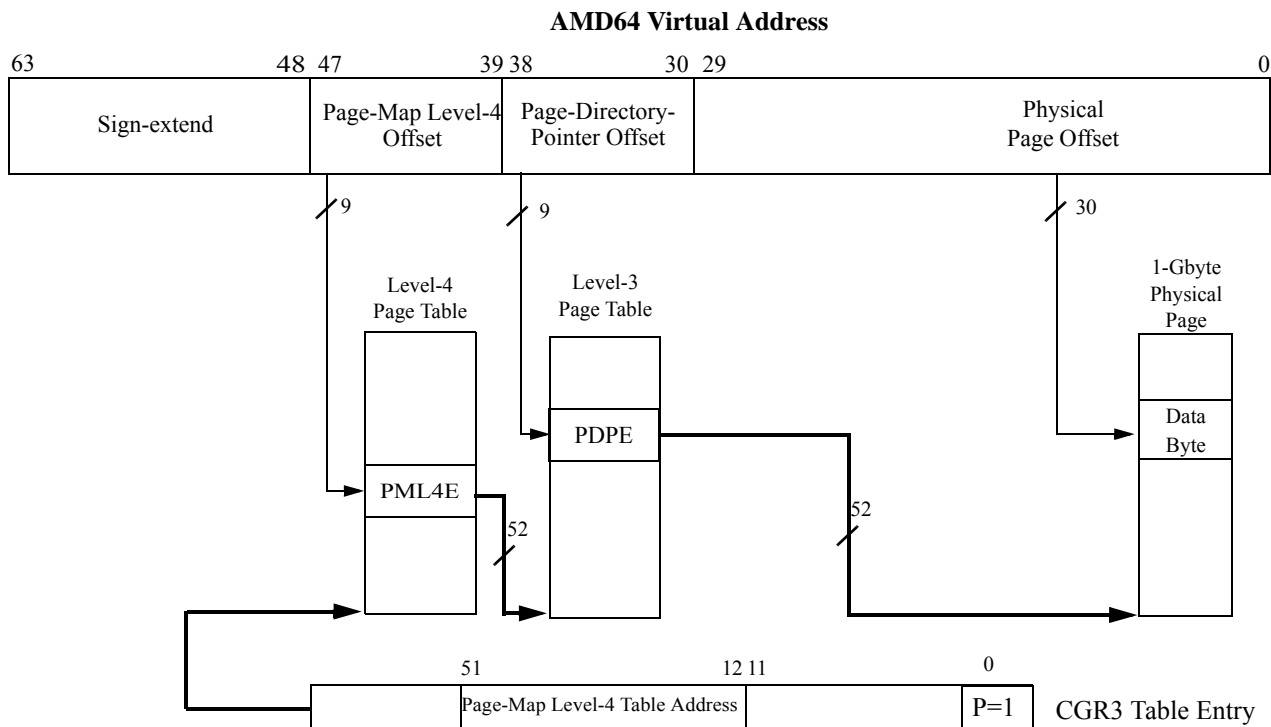 AMD64 Virtual Address
63 48 47 39 38 30 29 0
Sign-extend
Page-Map Level-4
Offset
Page-Directory-
Pointer Offset
Physical
Page Offset
9
9
30
Level-4
Page Table
Level-3
Page Table
1-Gbyte
Physical
Page
PML4E
PDPE
Data
Byte
52
52
51 12 11 0
Page-Map Level-4 Table Address
P=1
CGR3 Table Entry